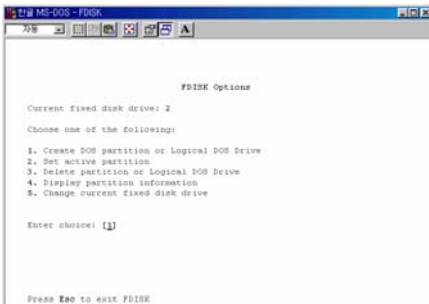 한글 MS-DOS - FDISK
자동
A
FDISK Options
Current fixed disk drive: 2
Choose one of the following:
1. Create DOS partition or Logical DOS Drive
2. Set active partition
3. Delete partition or Logical DOS Drive
4. Display partition information
5. Change current fixed disk drive
Enter choice: [1]
Press Esc to exit FDISK